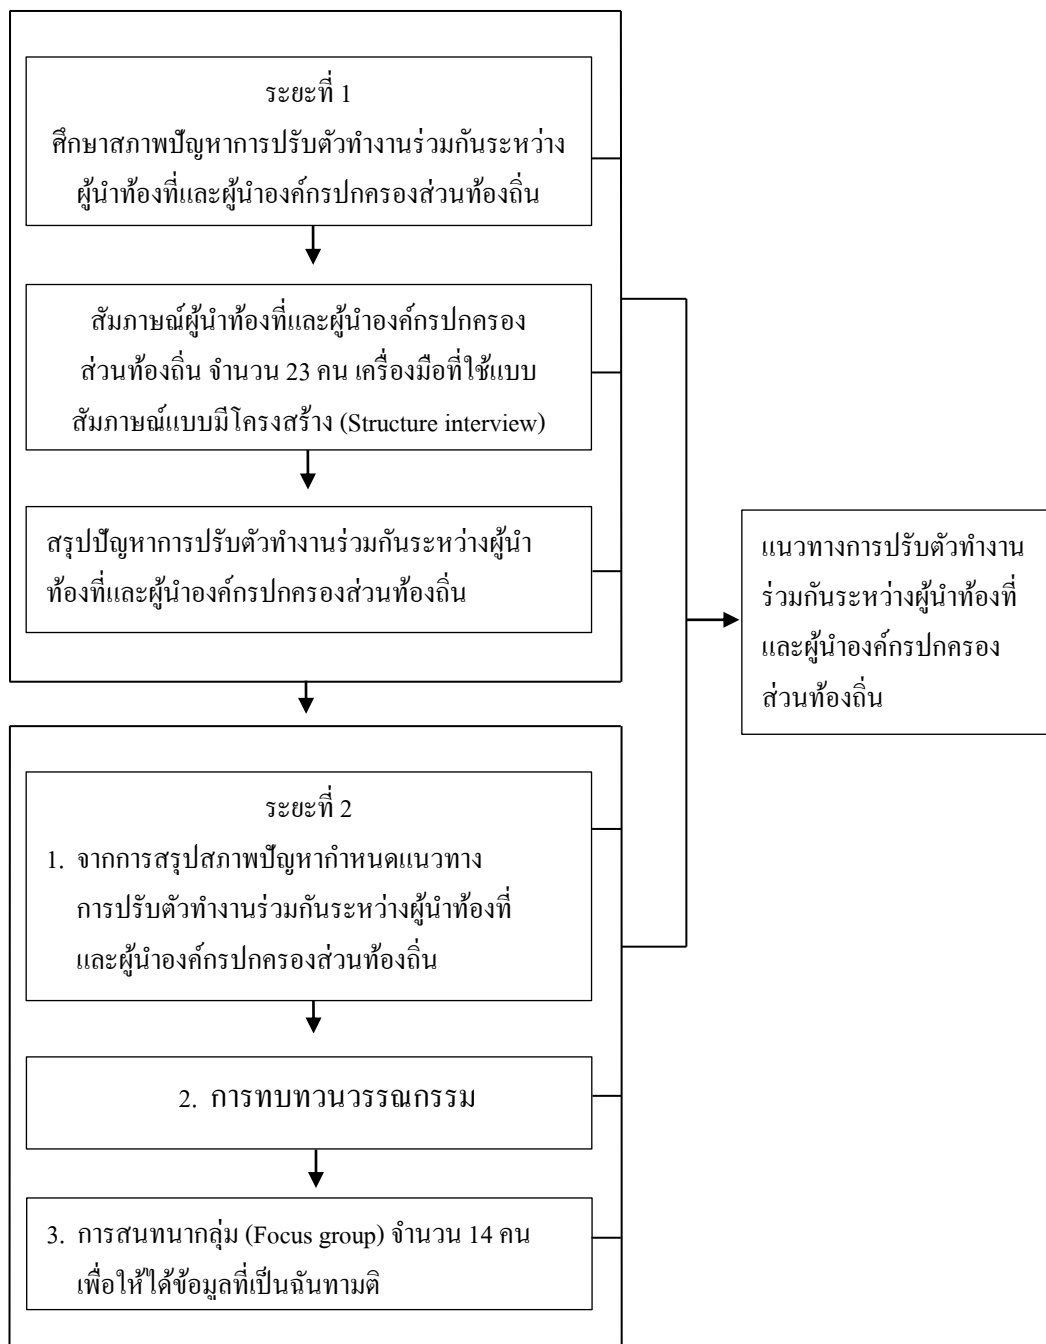 ระยะที่ 1
ศึกษาสภาพปัญหาการปรับตัวทำงานร่วมกันระหว่าง
ผู้นำท้องที่และผู้นำองค์กรปกครองส่วนท้องถิ่น
สัมภาษณ์ผู้นำท้องที่และผู้นำองค์กรปกครอง
ส่วนท้องถิ่น จำนวน 23 คน เครื่องมือที่ใช้แบบ
สัมภาษณ์แบบมีโครงสร้าง (Structure interview)
สรุปปัญหาการปรับตัวทำงานร่วมกันระหว่างผู้นำ
ท้องที่และผู้นำองค์กรปกครองส่วนท้องถิ่น
แนวทางการปรับตัวทำงาน
ร่วมกันระหว่างผู้นำท้องที่
และผู้นำองค์กรปกครอง
ส่วนท้องถิ่น
ระยะที่ 2
1. จากการสรุปสภาพปัญหากำหนดแนวทาง
การปรับตัวทำงานร่วมกันระหว่างผู้นำท้องที่
และผู้นำองค์กรปกครองส่วนท้องถิ่น
2. การทบทวนวรรณกรรม
3. การสนทนากลุ่ม (Focus group) จำนวน 14 คน
เพื่อให้ได้ข้อมูลที่เป็นฉันทามติ